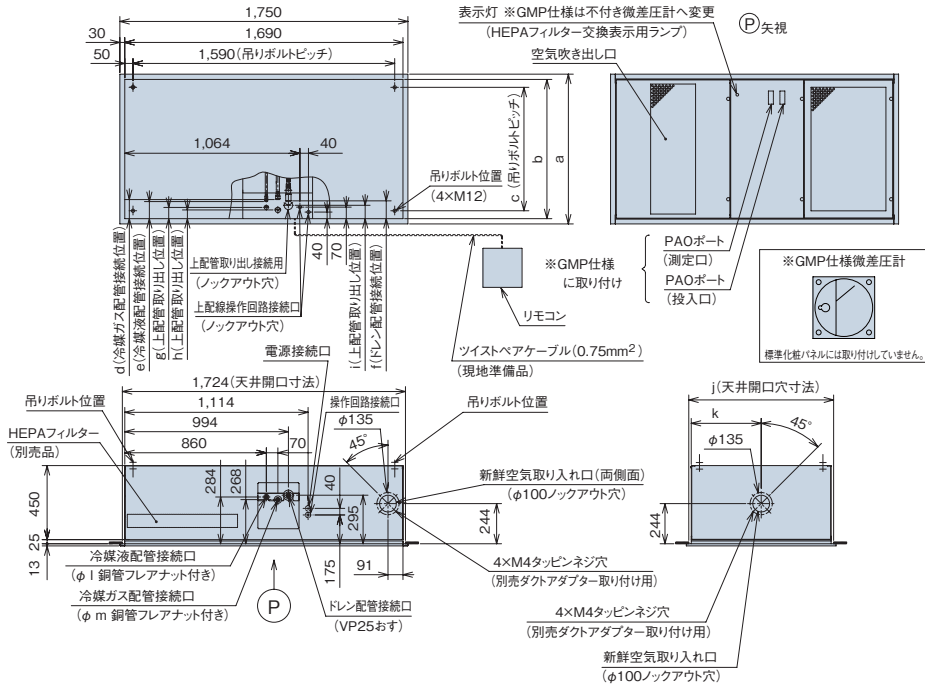 1,750
30
1,690
50
1,590(吊りボルトピッチ)
1,064
40
c(吊りボルトピッチ)
b
a
吊りボルト位置
(4×M12)
d(冷媒ガス配管接続位置)
e(冷媒液配管接続位置)
g(上配管取り出し位置)
h(上配管取り出し位置)
上配管取り出し接続用
(ノックアウト穴)
上配線操作回路接続口
(ノックアウト穴)
40
70
i(上配管取り出し位置)
f(ドレン配管接続位置)
リモコン
ツイストペアケーブル(0.75mm²)
(現地準備品)
表示灯 ※GMP仕様は不付き微差圧計へ変更
(HEPAフィルター交換表示用ランプ)
空気吹き出し口
P 矢視
※GMP仕様
に取り付け
PAOポート
(測定口)
PAOポート
(投入口)
※GMP仕様微差圧計
標準化粧パネルには取り付けしていません。
電源接続口
1,724(天井開口寸法)
吊りボルト位置
1,114
操作回路接続口
吊りボルト位置
HEPAフィルター
(別売品)
994
φ135
860
70
45°
284
268
40
295
450
25
13
175
91
244
新鮮空気取り入れ口(両側面)
(φ100ノックアウト穴)
4×M4タッピンネジ穴
(別売ダクトアダプター取り付け用)
冷媒液配管接続口
(φ l 銅管フレアナット付き)
冷媒ガス配管接続口
(φ m 銅管フレアナット付き)
P
ドレン配管接続口
(VP25おす)
j(天井開口穴寸法)
k
45°
φ135
244
4×M4タッピンネジ穴
(別売ダクトアダプター取り付け用)
新鮮空気取り入れ口
(φ100ノックアウト穴)